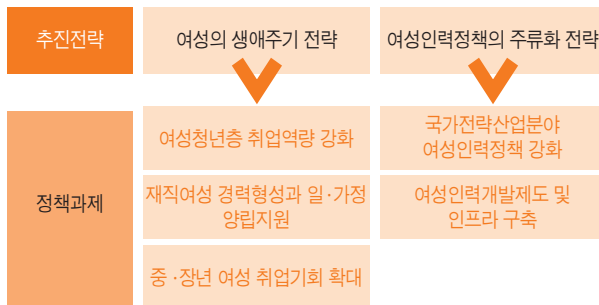 추진전략
여성의 생애주기 전략
여성인력정책의 주류화 전략
정책과제
여성청년층 취업역량 강화
재직여성 경력형성과 일·가정
양립지원
중·장년 여성 취업기회 확대
국가전략산업분야
여성인력정책 강화
여성인력개발제도 및
인프라 구축